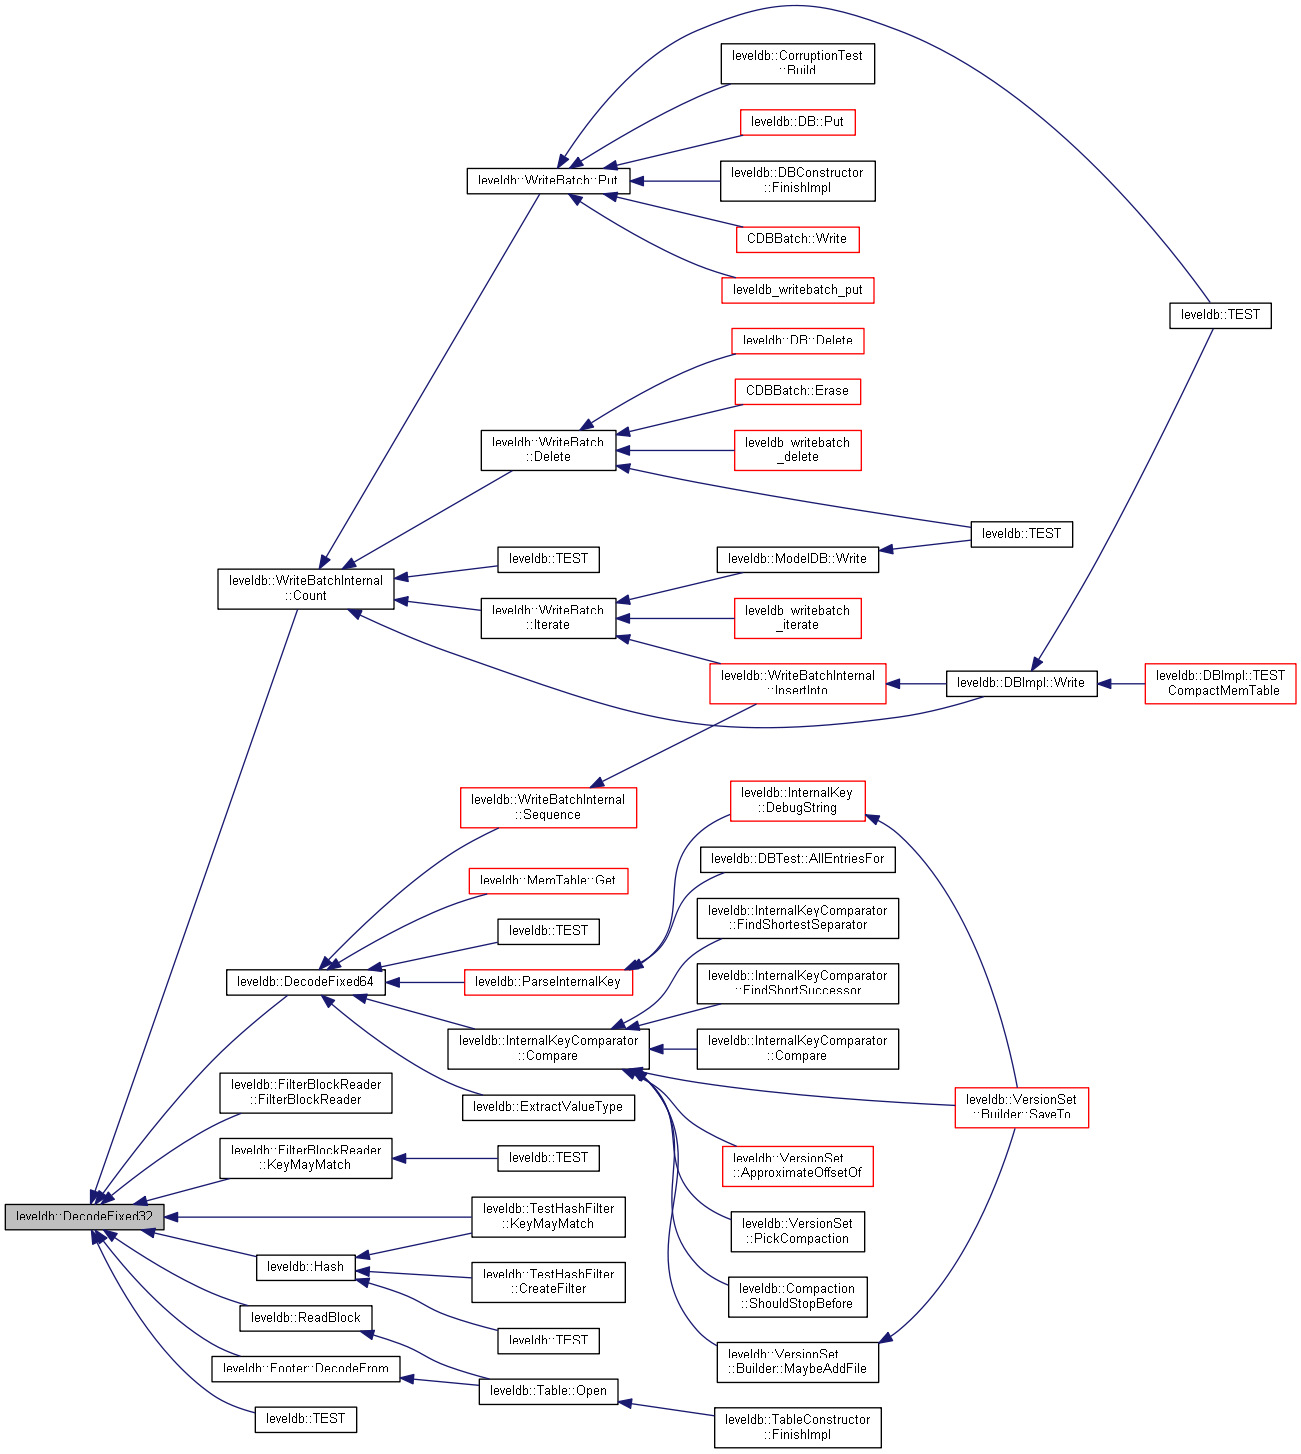 leveldb::CorruptionTest
::Build
leveldb::DB::Put
leveldb::DBConstructor
::FinishImpl
leveldb::WriteBatch::Put
CDBBatch::Write
leveldb_writebatch_put
leveldb::TEST
leveldb::DB::Delete
CDBBatch::Erase
leveldb::WriteBatch
::Delete
leveldb_writebatch
_delete
leveldb::TEST
leveldb::TEST
leveldb::ModelDB::Write
leveldb::WriteBatchInternal
::Count
leveldb::WriteBatch
::Iterate
leveldb_writebatch
_iterate
leveldb::WriteBatchInternal
::InsertInto
leveldb::DBImpl::Write
leveldb::DBImpl::TEST
_CompactMemTable
leveldb::WriteBatchInternal
::Sequence
leveldb::InternalKey
::DebugString
leveldb::DBTest::AllEntriesFor
leveldb::MemTable::Get
leveldb::InternalKeyComparator
::FindShortestSeparator
leveldb::TEST
leveldb::DecodeFixed64
leveldb::ParseInternalKey
leveldb::InternalKeyComparator
::FindShortSuccessor
leveldb::InternalKeyComparator
::Compare
leveldb::InternalKeyComparator
::Compare
leveldb::FilterBlockReader
::FilterBlockReader
leveldb::ExtractValueType
leveldb::VersionSet
::Builder::SaveTo
leveldb::FilterBlockReader
::KeyMayMatch
leveldb::TEST
leveldb::VersionSet
::ApproximateOffsetOf
leveldb::DecodeFixed32
leveldb::TestHashFilter
::KeyMayMatch
leveldb::VersionSet
::PickCompaction
leveldb::Hash
leveldb::TestHashFilter
::CreateFilter
leveldb::Compaction
::ShouldStopBefore
leveldb::ReadBlock
leveldb::TEST
leveldb::VersionSet
::Builder::MaybeAddFile
leveldb::Footer::DecodeFrom
leveldb::Table::Open
leveldb::TEST
leveldb::TableConstructor
::FinishImpl